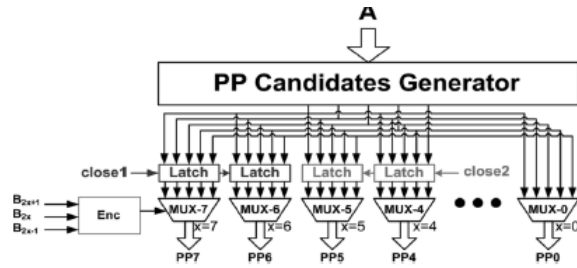 A
PP Candidates Generator
close1 Latch Latch Latch Latch close2
B2x+1
B2x
B2x-1
Enc
MUX-7 MUX-6 MUX-5 MUX-4 MUX-0
x=7 x=6 x=5 x=4 x=0
PP7 PP6 PP5 PP4 PP0